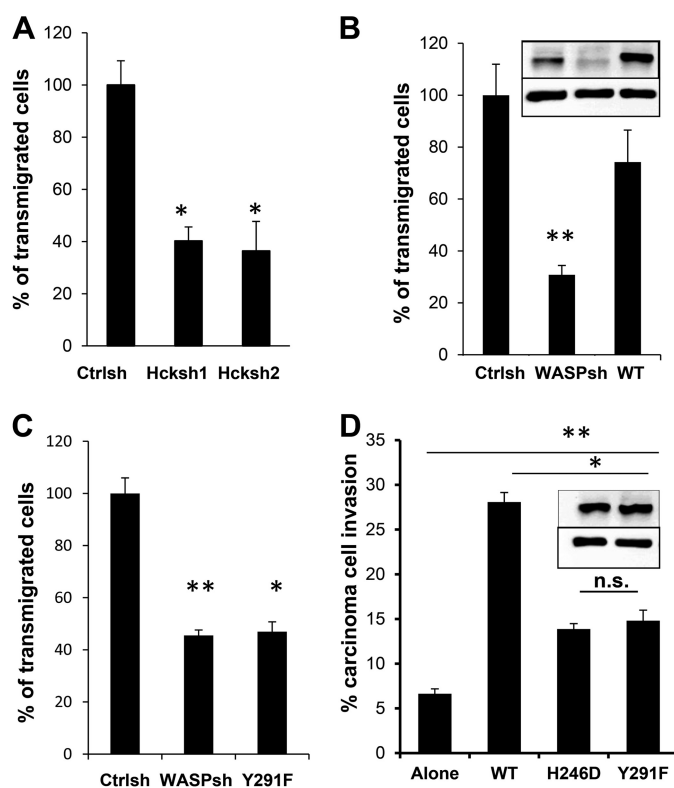 A
% of transmigrated cells
120
100
80
60
40
20
0
*
*
Ctrlsh Hcksh1 Hcksh2
B
% of transmigrated cells
120
100
80
60
40
20
0
**
Ctrlsh WASPsh WT
C
% of transmigrated cells
120
100
80
60
40
20
0
**
*
Ctrlsh WASPsh Y291F
D
% carcinoma cell invasion
35
30
25
20
15
10
5
0
**
*
n.s.
Alone WT H246D Y291F